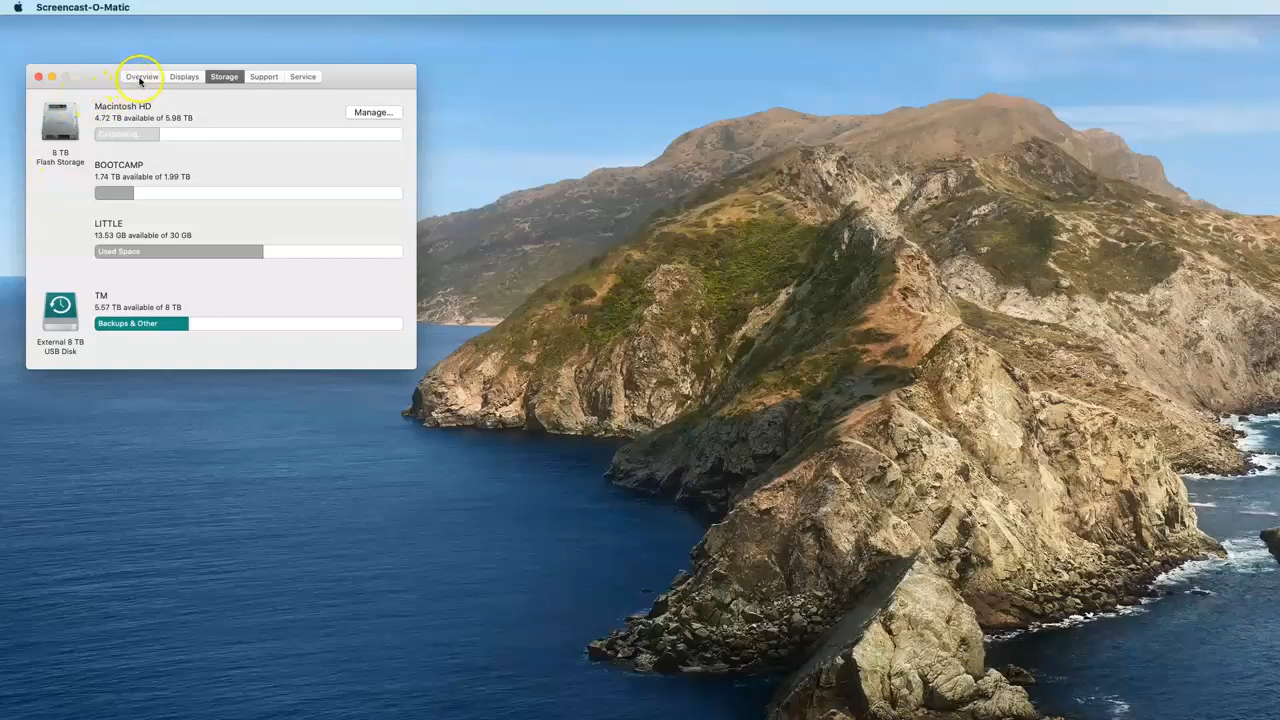 Screencast-O-Matic
Overview Displays Storage Support Service
Macintosh HD
4.72 TB available of 5.98 TB
Manage...
8 TB
Flash Storage
BOOTCAMP
1.74 TB available of 1.99 TB
LITTLE
13.53 GB available of 30 GB
Used Space
TM
5.57 TB available of 8 TB
Backups & Other
External 8 TB
USB Disk